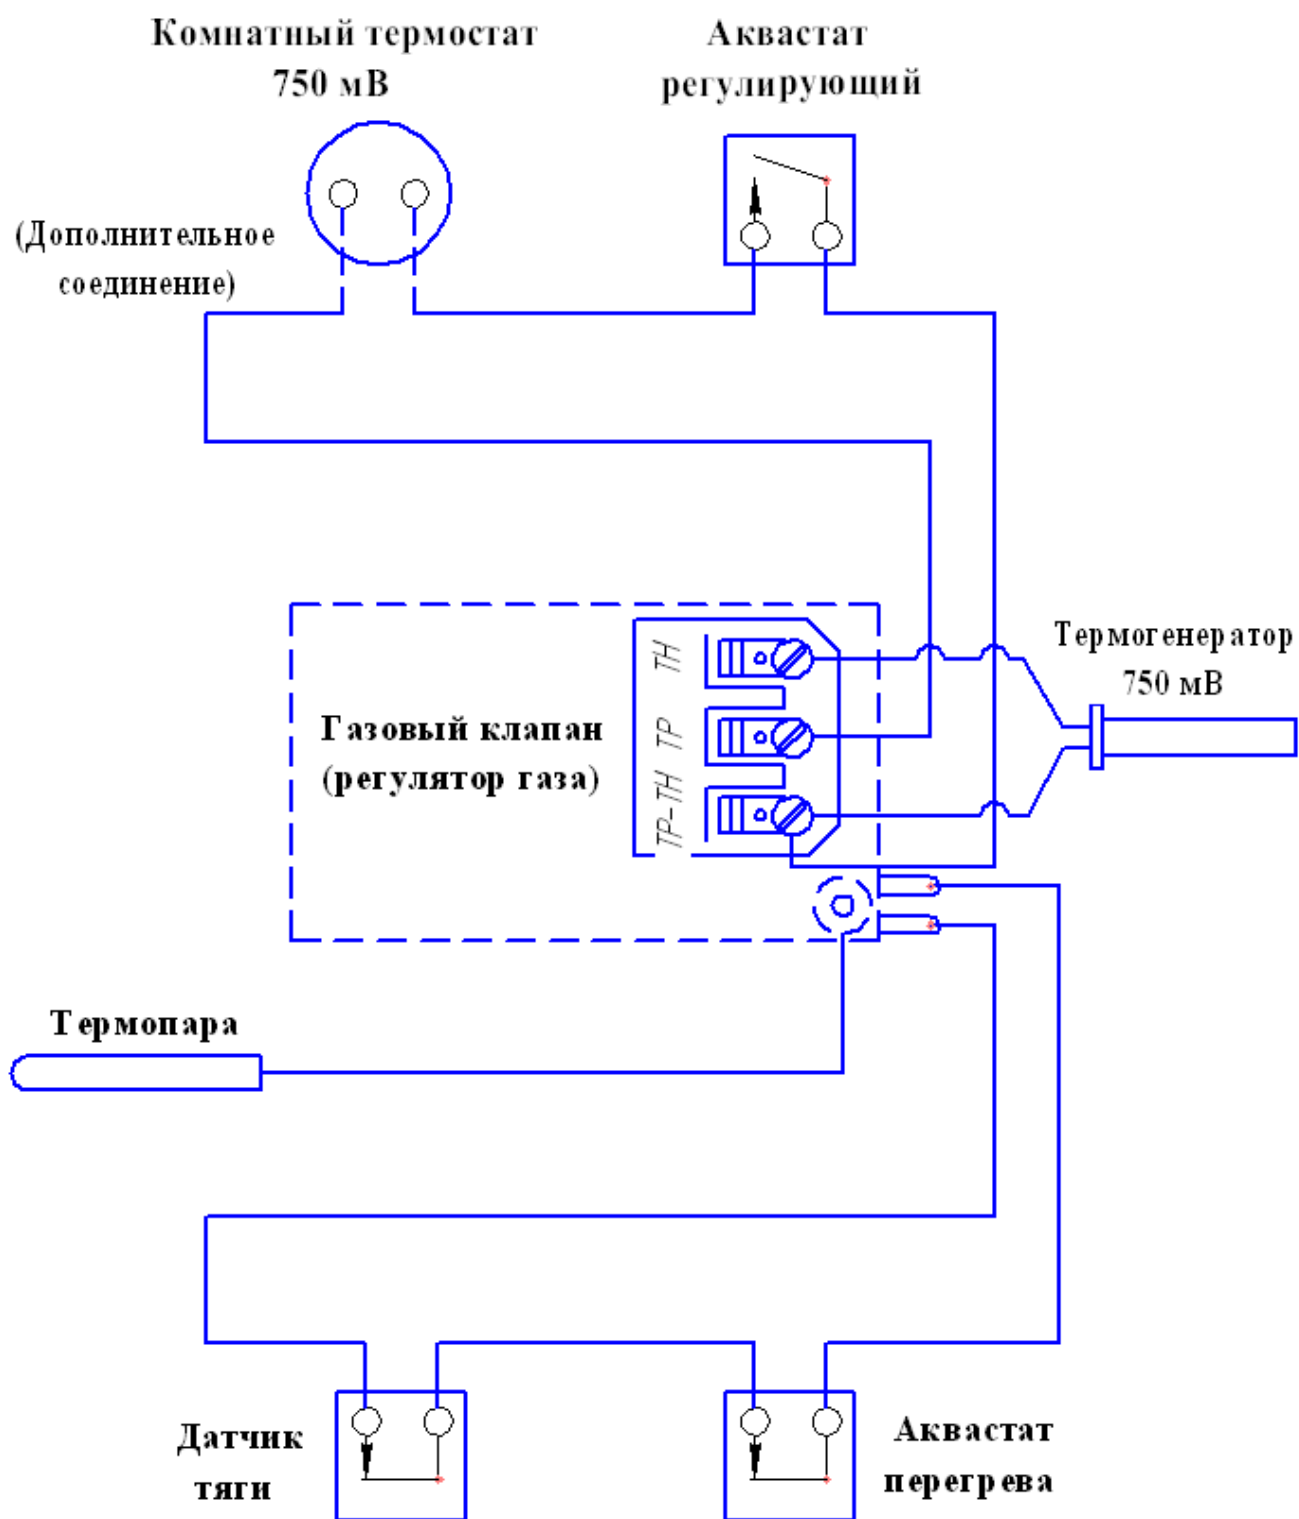 Комнатный термостат
750 мВ
Аквастат
регулирующий
(Дополнительное
соединение)
Термогенератор
750 мВ
TH
TP
TP-TH
Газовый клапан
(регулятор газа)
Термопара
Датчик
тяги
Аквастат
перегрева